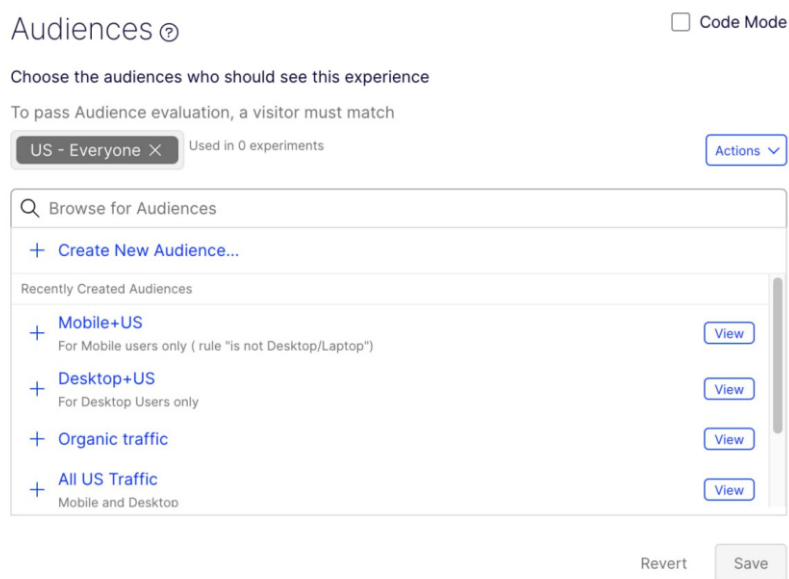 Audiences ?
Code Mode
Choose the audiences who should see this experience
To pass Audience evaluation, a visitor must match
US - Everyone ×
Used in 0 experiments
Actions
Browse for Audiences
+ Create New Audience...
Recently Created Audiences
+ Mobile+US
For Mobile users only ( rule "is not Desktop/Laptop")
View
+ Desktop+US
For Desktop Users only
View
+ Organic traffic
View
+ All US Traffic
Mobile and Desktop
View
Revert
Save